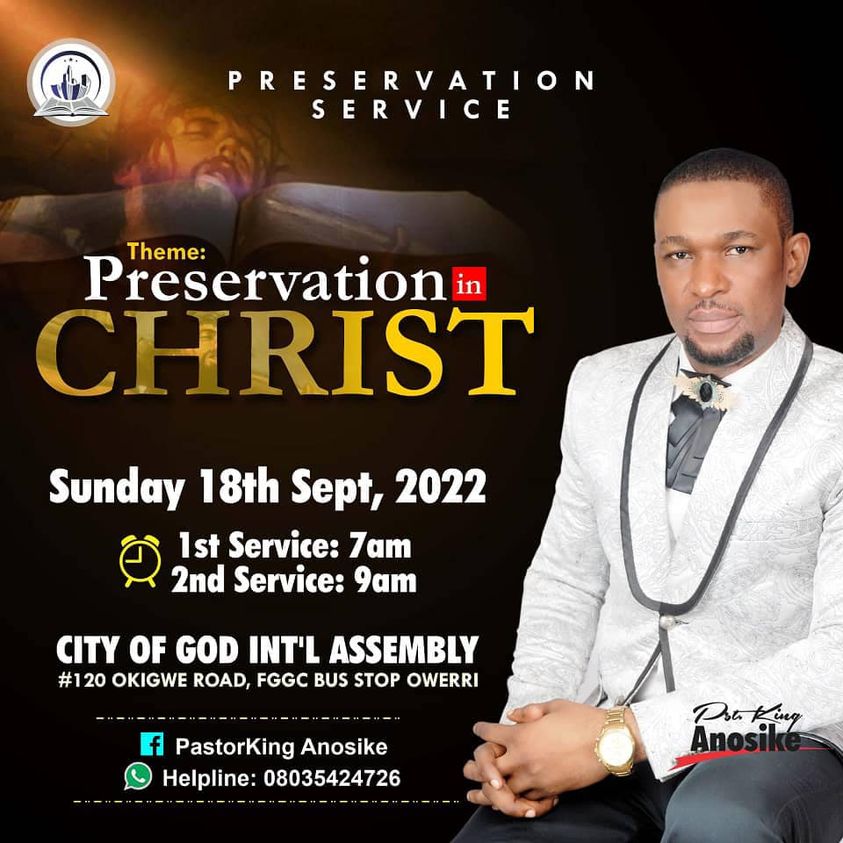 PRESERVATION
SERVICE
Theme:
Preservation in
CHRIST
Sunday 18th Sept, 2022
1st Service: 7am
2nd Service: 9am
CITY OF GOD INT'L ASSEMBLY
#120 OKIGWE ROAD, FGGC BUS STOP OWERRI
PastorKing Anosike
Helpline: 08035424726
Pst. King
Anosike